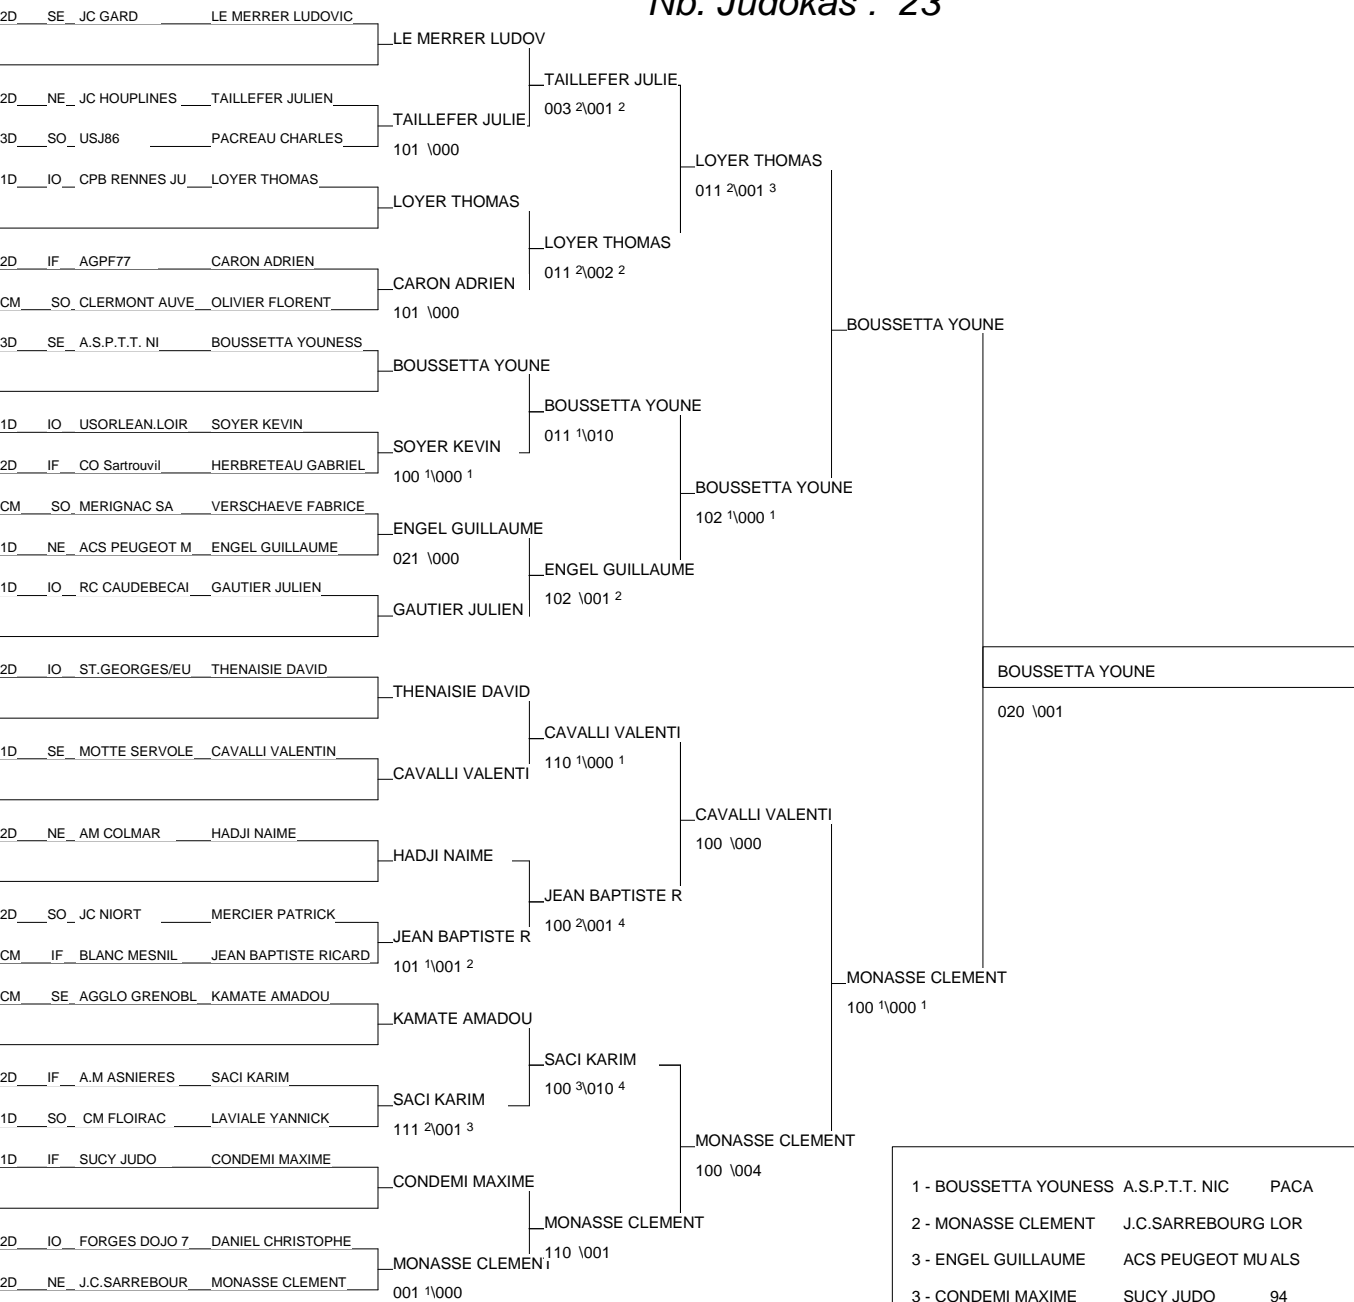 Nb. Judokas : 23
2D SE JC GARD LE MERRER LUDOVIC
LE MERRER LUDOV
TAILLEFER JULIE
003 2\001 2
2D NE JC HOUPLINES TAILLEFER JULIEN
TAILLEFER JULIE
101 \000
3D SO USJ86 PACREAU CHARLES
LOYER THOMAS
011 2\001 3
1D IO CPB RENNES JU LOYER THOMAS
LOYER THOMAS
LOYER THOMAS
011 2\002 2
2D IF AGPF77 CARON ADRIEN
CARON ADRIEN
101 \000
CM SO CLERMONT AUVE OLIVIER FLORENT
BOUSSETTA YOUNE
3D SE A.S.P.T.T. NI BOUSSETTA YOUNESS
BOUSSETTA YOUNE
BOUSSETTA YOUNE
011 1\010
1D IO USORLEAN.LOIR SOYER KEVIN
SOYER KEVIN
100 1\000 1
2D IF CO Sartrouvil HERBRETEAU GABRIEL
BOUSSETTA YOUNE
102 1\000 1
CM SO MERIGNAC SA VERSCHAEVE FABRICE
ENGEL GUILLAUME
021 \000
1D NE ACS PEUGEOT M ENGEL GUILLAUME
ENGEL GUILLAUME
102 \001 2
1D IO RC CAUDEBECAI GAUTIER JULIEN
GAUTIER JULIEN
BOUSSETTA YOUNE
020 \001
2D IO ST.GEORGES/EU THENAISIE DAVID
THENAISIE DAVID
CAVALLI VALENTI
110 1\000 1
1D SE MOTTE SERVOLE CAVALLI VALENTIN
CAVALLI VALENTI
CAVALLI VALENTI
100 \000
2D NE AM COLMAR HADJI NAIME
HADJI NAIME
JEAN BAPTISTE R
100 2\001 4
2D SO JC NIORT MERCIER PATRICK
JEAN BAPTISTE R
101 1\001 2
CM IF BLANC MESNIL JEAN BAPTISTE RICARD
MONASSE CLEMENT
100 1\000 1
CM SE AGGLO GRENOBL KAMATE AMADOU
KAMATE AMADOU
SACI KARIM
100 3\010 4
2D IF A.M ASNIERES SACI KARIM
SACI KARIM
111 2\001 3
1D SO CM FLOIRAC LAVIALE YANNICK
MONASSE CLEMENT
100 \004
1D IF SUCY JUDO CONDEMI MAXIME
CONDEMI MAXIME
MONASSE CLEMENT
110 \001
2D IO FORGES DOJO 7 DANIEL CHRISTOPHE
MONASSE CLEMENT
001 1\000
2D NE J.C.SARREBOUR MONASSE CLEMENT
1 - BOUSSETTA YOUNESS A.S.P.T.T. NIC PACA
2 - MONASSE CLEMENT J.C.SARREBOURG LOR
3 - ENGEL GUILLAUME ACS PEUGEOT MU ALS
3 - CONDEMI MAXIME SUCY JUDO 94